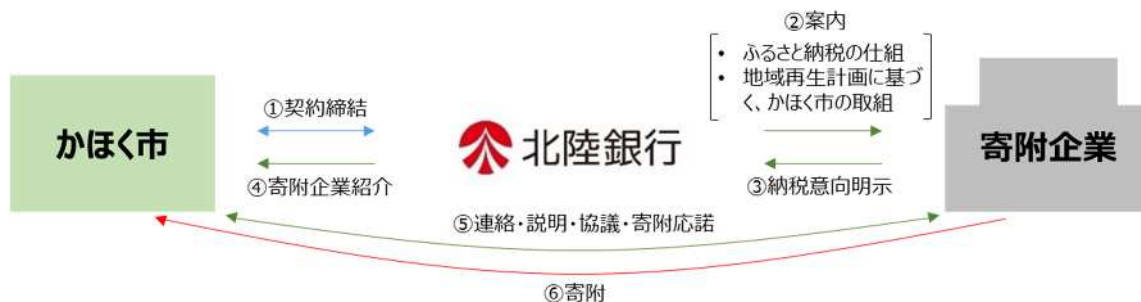 ②案内
• ふるさと納税の仕組
• 地域再生計画に基づ
く、かほく市の取組
かほく市
①契約締結
北陸銀行
寄附企業
④寄附企業紹介
③納税意向明示
⑤連絡・説明・協議・寄附応諾
⑥寄附